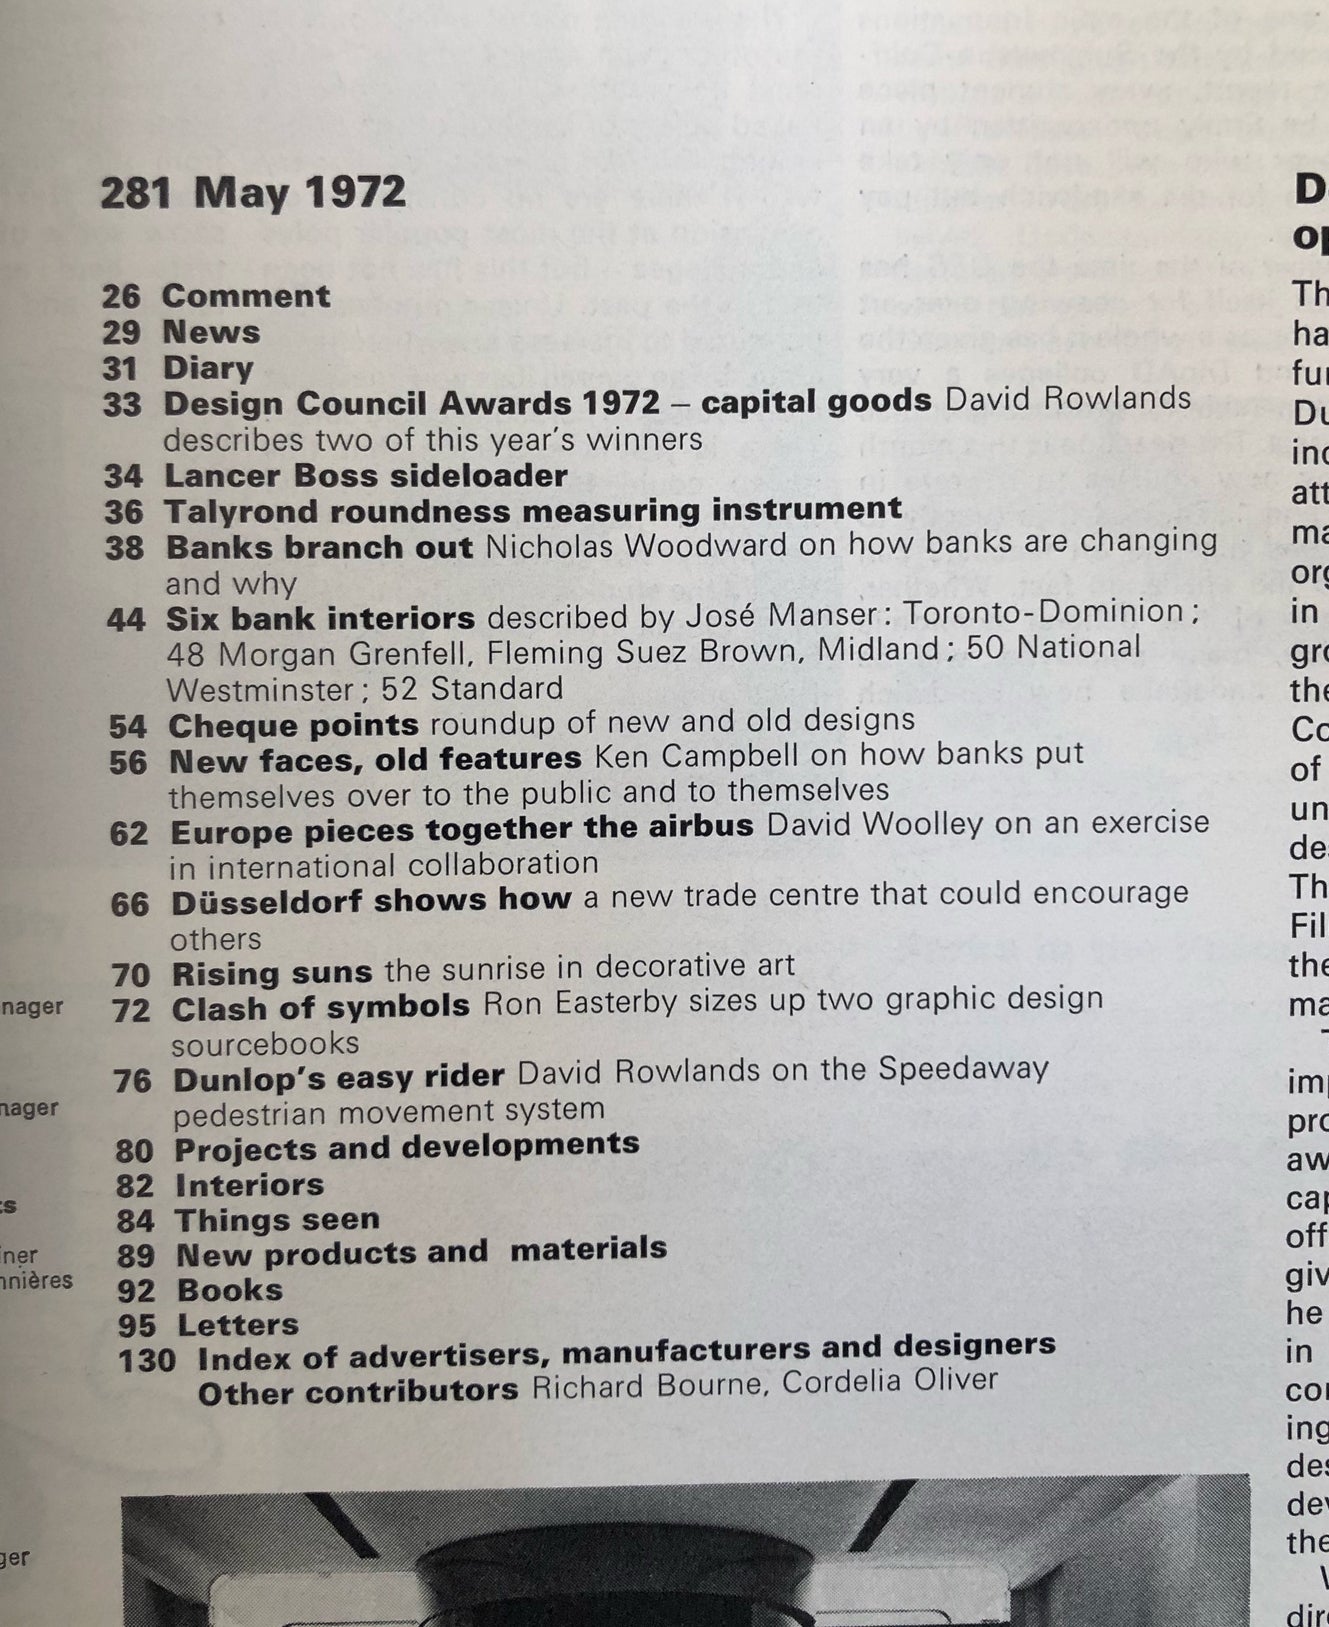 281 May 1972
26 Comment
29 News
31 Diary
33 Design Council Awards 1972 – capital goods David Rowlands
describes two of this year's winners
34 Lancer Boss sideloader
36 Talyrond roundness measuring instrument
38 Banks branch out Nicholas Woodward on how banks are changing
and why
44 Six bank interiors described by José Manser: Toronto-Dominion;
48 Morgan Grenfell, Fleming Suez Brown, Midland; 50 National
Westminster; 52 Standard
54 Cheque points roundup of new and old designs
56 New faces, old features Ken Campbell on how banks put
themselves over to the public and to themselves
62 Europe pieces together the airbus David Woolley on an exercise
in international collaboration
66 Düsseldorf shows how a new trade centre that could encourage
others
70 Rising suns the sunrise in decorative art
72 Clash of symbols Ron Easterby sizes up two graphic design
sourcebooks
76 Dunlop's easy rider David Rowlands on the Speedaway
pedestrian movement system
80 Projects and developments
82 Interiors
84 Things seen
89 New products and materials
92 Books
95 Letters
130 Index of advertisers, manufacturers and designers
Other contributors Richard Bourne, Cordelia Oliver